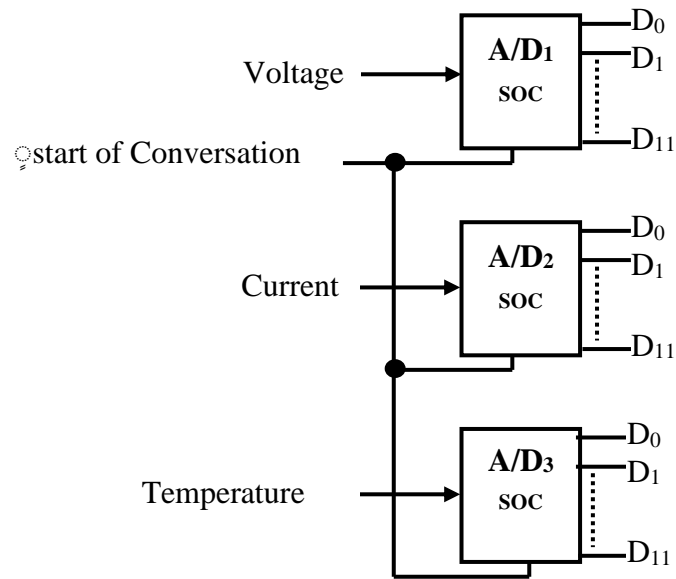 A/D₁
SOC
D₀
D₁
D₁₁
Voltage
start of Conversation
A/D₂
SOC
D₀
D₁
D₁₁
Current
A/D₃
SOC
D₀
D₁
D₁₁
Temperature